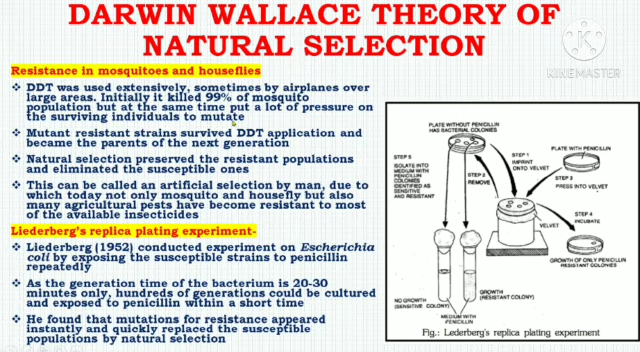 DARWIN WALLACE THEORY OF
NATURAL SELECTION
KINEMASTER
Resistance in mosquitoes and houseflies
❖ DDT was used extensively, sometimes by airplanes over
large areas. Initially it killed 99% of mosquito
population but at the same time put a lot of pressure on
the surviving individuals to mutate
❖ Mutant resistant strains survived DDT application and
became the parents of the next generation
❖ Natural selection preserved the resistant populations
and eliminated the susceptible ones
❖ This can be called an artificial selection by man, due to
which today not only mosquito and housefly but also
many agricultural pests have become resistant to most
of the available insecticides
Liederberg's replica plating experiment-
❖ Liederberg (1952) conducted experiment on Escherichia
coli by exposing the susceptible strains to penicillin
repeatedly
❖ As the generation time of the bacterium is 20-30
minutes only, hundreds of generations could be cultured
and exposed to penicillin within a short time
❖ He found that mutations for resistance appeared
instantly and quickly replaced the susceptible
populations by natural selection
PLATE WITHOUT PENICILLIN
HAS BACTERIAL COLONIES
PLATE WITH PENICILLIN
STEP 1
IMPRINT
ONTO VELVET
STEP 5
ISOLATE INTO
MEDIUM WITH
PENICILLIN
COLONIES
IDENTIFIED AS
SENSITIVE
AND RESISTANT
STEP 2
REMOVE
STEP 3
PRESS INTO VELVET
STEP 4
INCUBATE
VELVET
GROWTH OF ONLY PENICILLIN
RESISTANT COLONIES
GROWTH
(RESISTANT COLONY)
NO GROWTH
(SENSITIVE COLONY)
MEDIUM WITH
PENICILLIN
Fig.: Lederberg's replica plating experiment